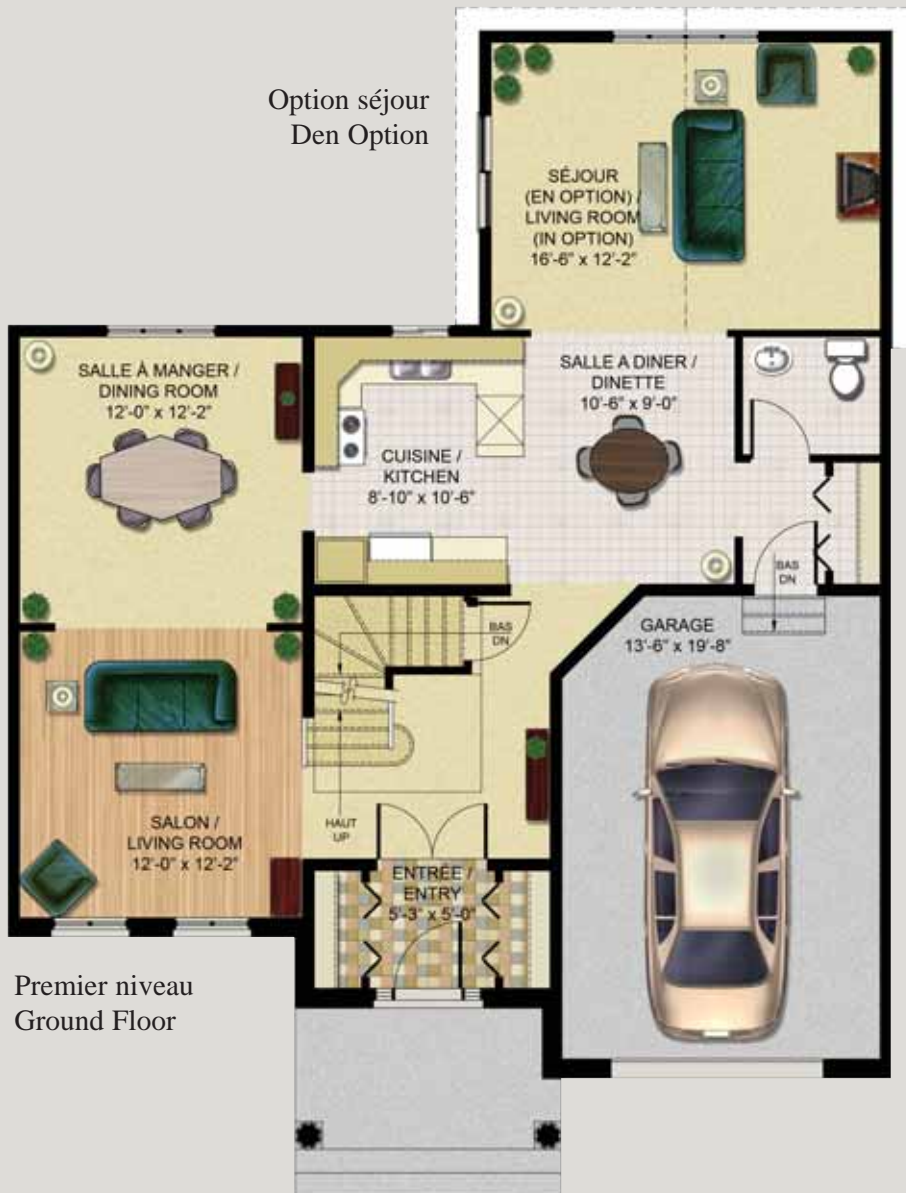 Option séjour
Den Option
SÉJOUR
(EN OPTION) /
LIVING ROOM
(IN OPTION)
16'-6" x 12'-2"
SALLE À MANGER /
DINING ROOM
12'-0" x 12'-2"
SALLE A DINER /
DINETTE
10'-6" x 9'-0"
CUISINE /
KITCHEN
8'-10" x 10'-6"
BAS
DN
BAS
DN
GARAGE
13'-6" x 19'-8"
SALON /
LIVING ROOM
12'-0" x 12'-2"
HAUT
UP
ENTRÉE /
ENTRY
5'-3" x 5'-0"
Premier niveau
Ground Floor